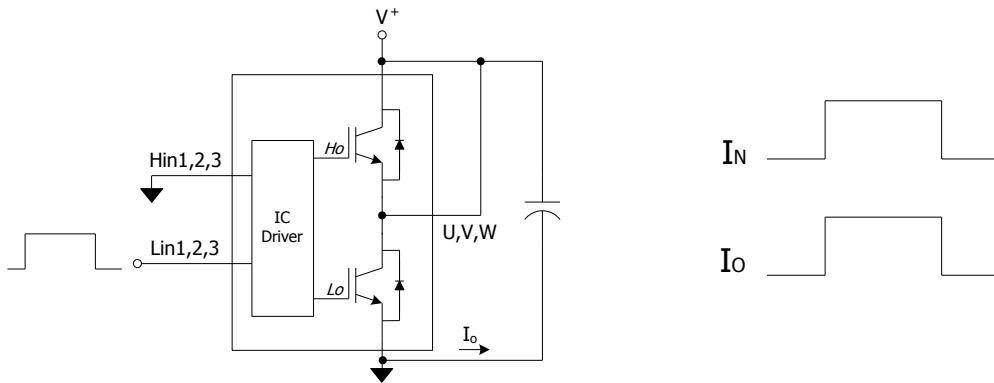 V+
Hin1,2,3
Ho
IC
Driver
U,V,W
Lin1,2,3
Lo
Io
IN
IO